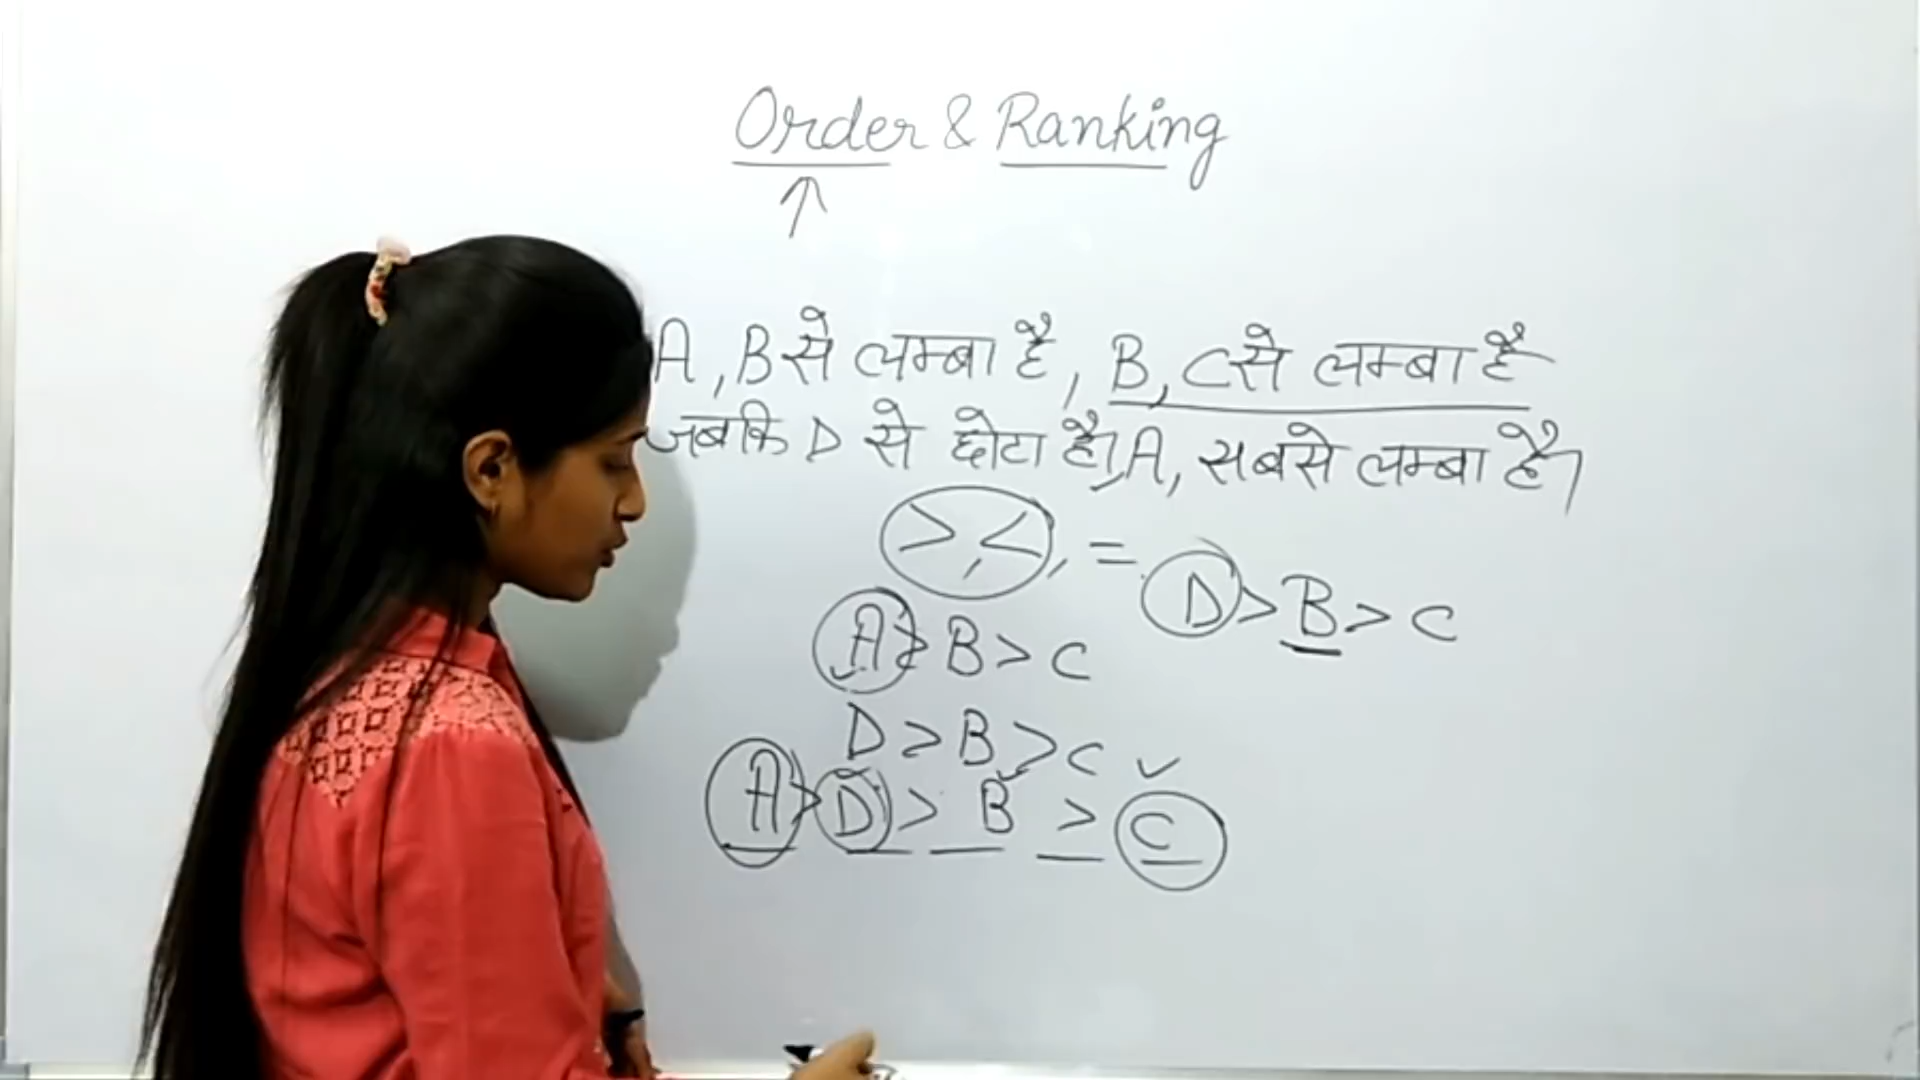 Order & Ranking
↑
A, B से लम्बा है, B, C से लम्बा है
जबकि D से छोटा है। A, सबसे लम्बा है।
>, <, =
D > B > C
A > B > C
D > B > C
A > D > B > C